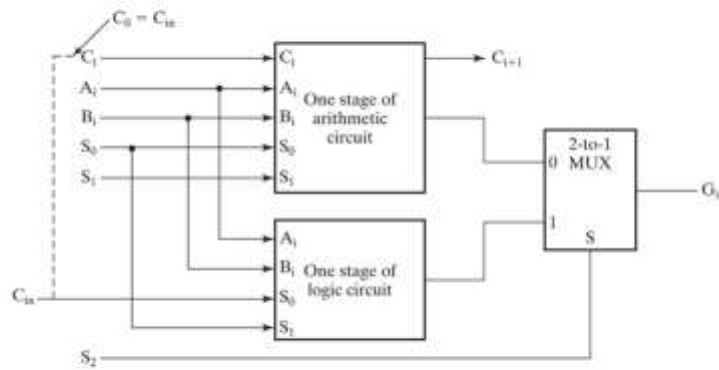 C₀ = Cᵢₙ
Cᵢ
Aᵢ
Bᵢ
S₀
S₁
Cᵢ
Aᵢ
Bᵢ
S₀
S₁
One stage of
arithmetic
circuit
Cᵢ₊₁
2-to-1
MUX
0
1
S
Gᵢ
Aᵢ
Bᵢ
S₀
S₁
One stage of
logic circuit
Cᵢₙ
S₂